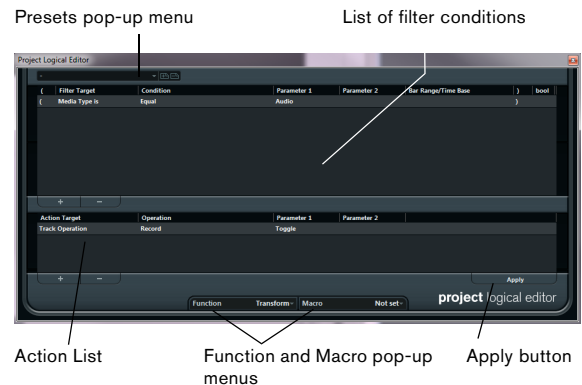 Presets pop-up menu
List of filter conditions
Project Logical Editor
-
( Filter Target Condition Parameter 1 Parameter 2 Bar Range/Time Base ) bool
( Media Type is Equal Audio )
+ −
Action Target Operation Parameter 1 Parameter 2
Track Operation Record Toggle
+ −
Apply
Function Transform Macro Not set
project logical editor
Action List
Function and Macro pop-up
menus
Apply button